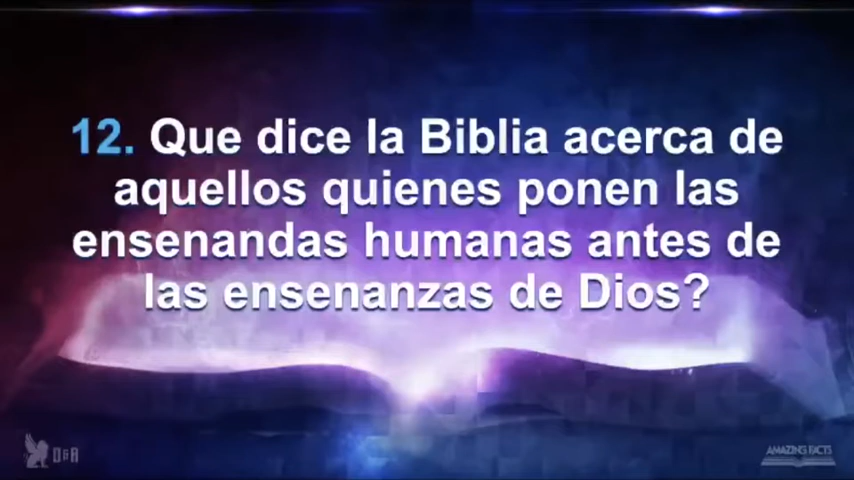 12. Que dice la Biblia acerca de
aquellos quienes ponen las
ensenandas humanas antes de
las ensenanzas de Dios?
D&A
AMAZING FACTS